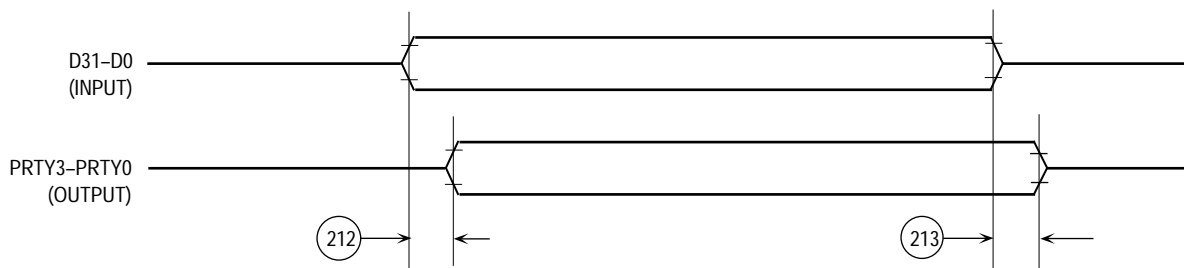 D31–D0
(INPUT)
PRTY3–PRTY0
(OUTPUT)
212
213